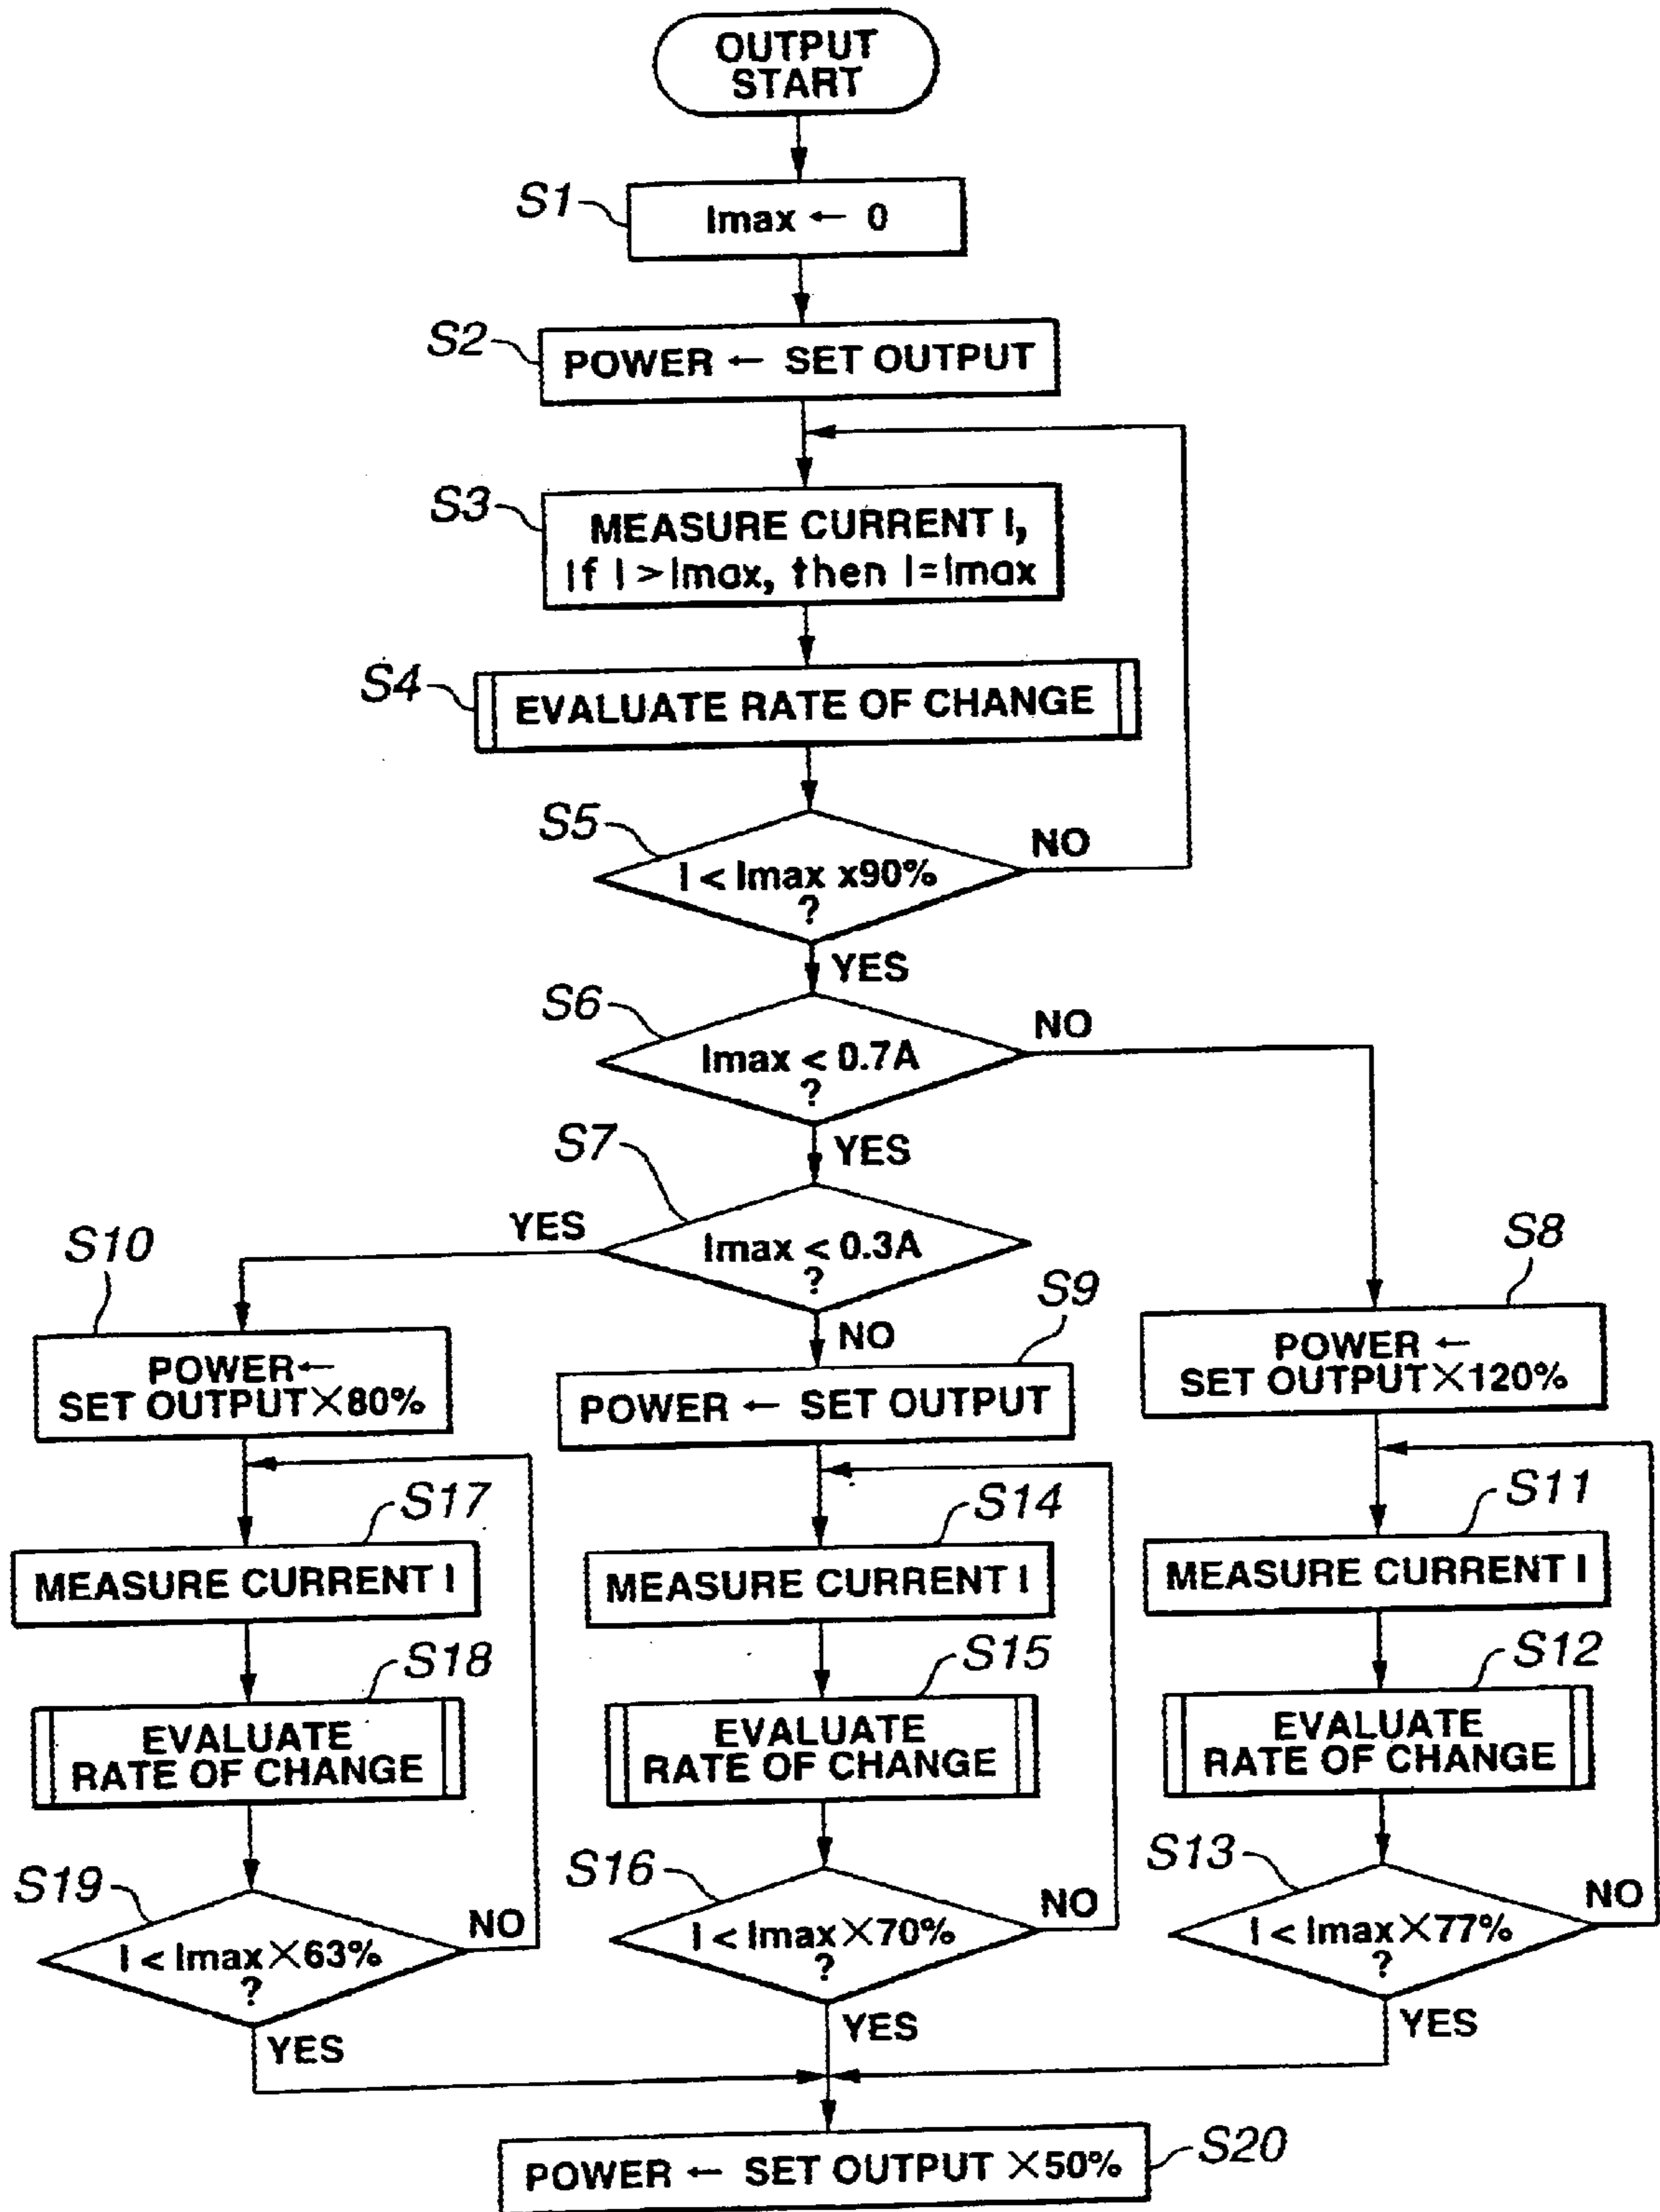 OUTPUT
START
S1
Imax ← 0
S2
POWER ← SET OUTPUT
S3
MEASURE CURRENT I,
If I > Imax, then I=Imax
S4
EVALUATE RATE OF CHANGE
S5
I < Imax x90%
?
NO
YES
S6
Imax < 0.7A
?
NO
YES
S7
Imax < 0.3A
?
YES
NO
S10
POWER←
SET OUTPUT×80%
S9
POWER ← SET OUTPUT
S8
POWER ←
SET OUTPUT×120%
S17
MEASURE CURRENT I
S14
MEASURE CURRENT I
S11
MEASURE CURRENT I
S18
EVALUATE
RATE OF CHANGE
S15
EVALUATE
RATE OF CHANGE
S12
EVALUATE
RATE OF CHANGE
S19
I < Imax×63%
?
NO
YES
S16
I < Imax×70%
?
NO
YES
S13
I < Imax×77%
?
NO
YES
S20
POWER ← SET OUTPUT ×50%